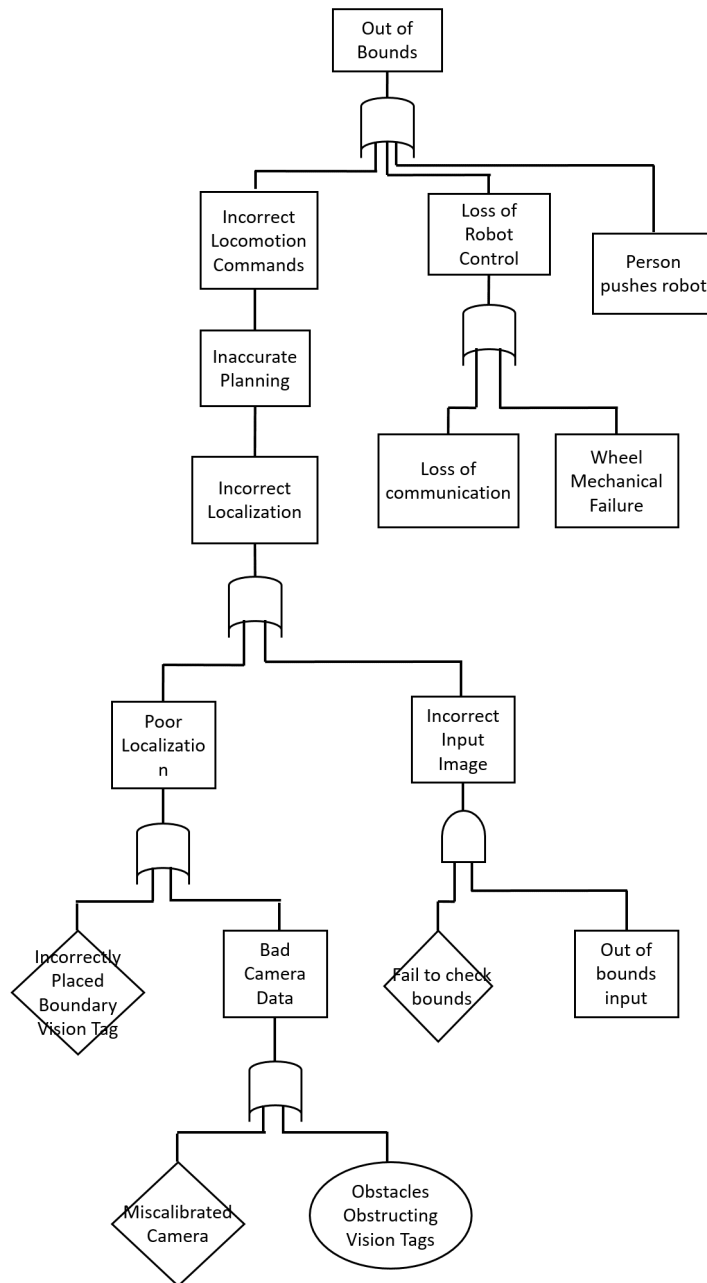 Out of
Bounds
Incorrect
Locomotion
Commands
Loss of
Robot
Control
Person
pushes robot
Inaccurate
Planning
Loss of
communication
Wheel
Mechanical
Failure
Incorrect
Localization
Poor
Localizatio
n
Incorrect
Input
Image
Incorrectly
Placed
Boundary
Vision Tag
Bad
Camera
Data
Fail to check
bounds
Out of
bounds
input
Miscalibrated
Camera
Obstacles
Obstructing
Vision Tags